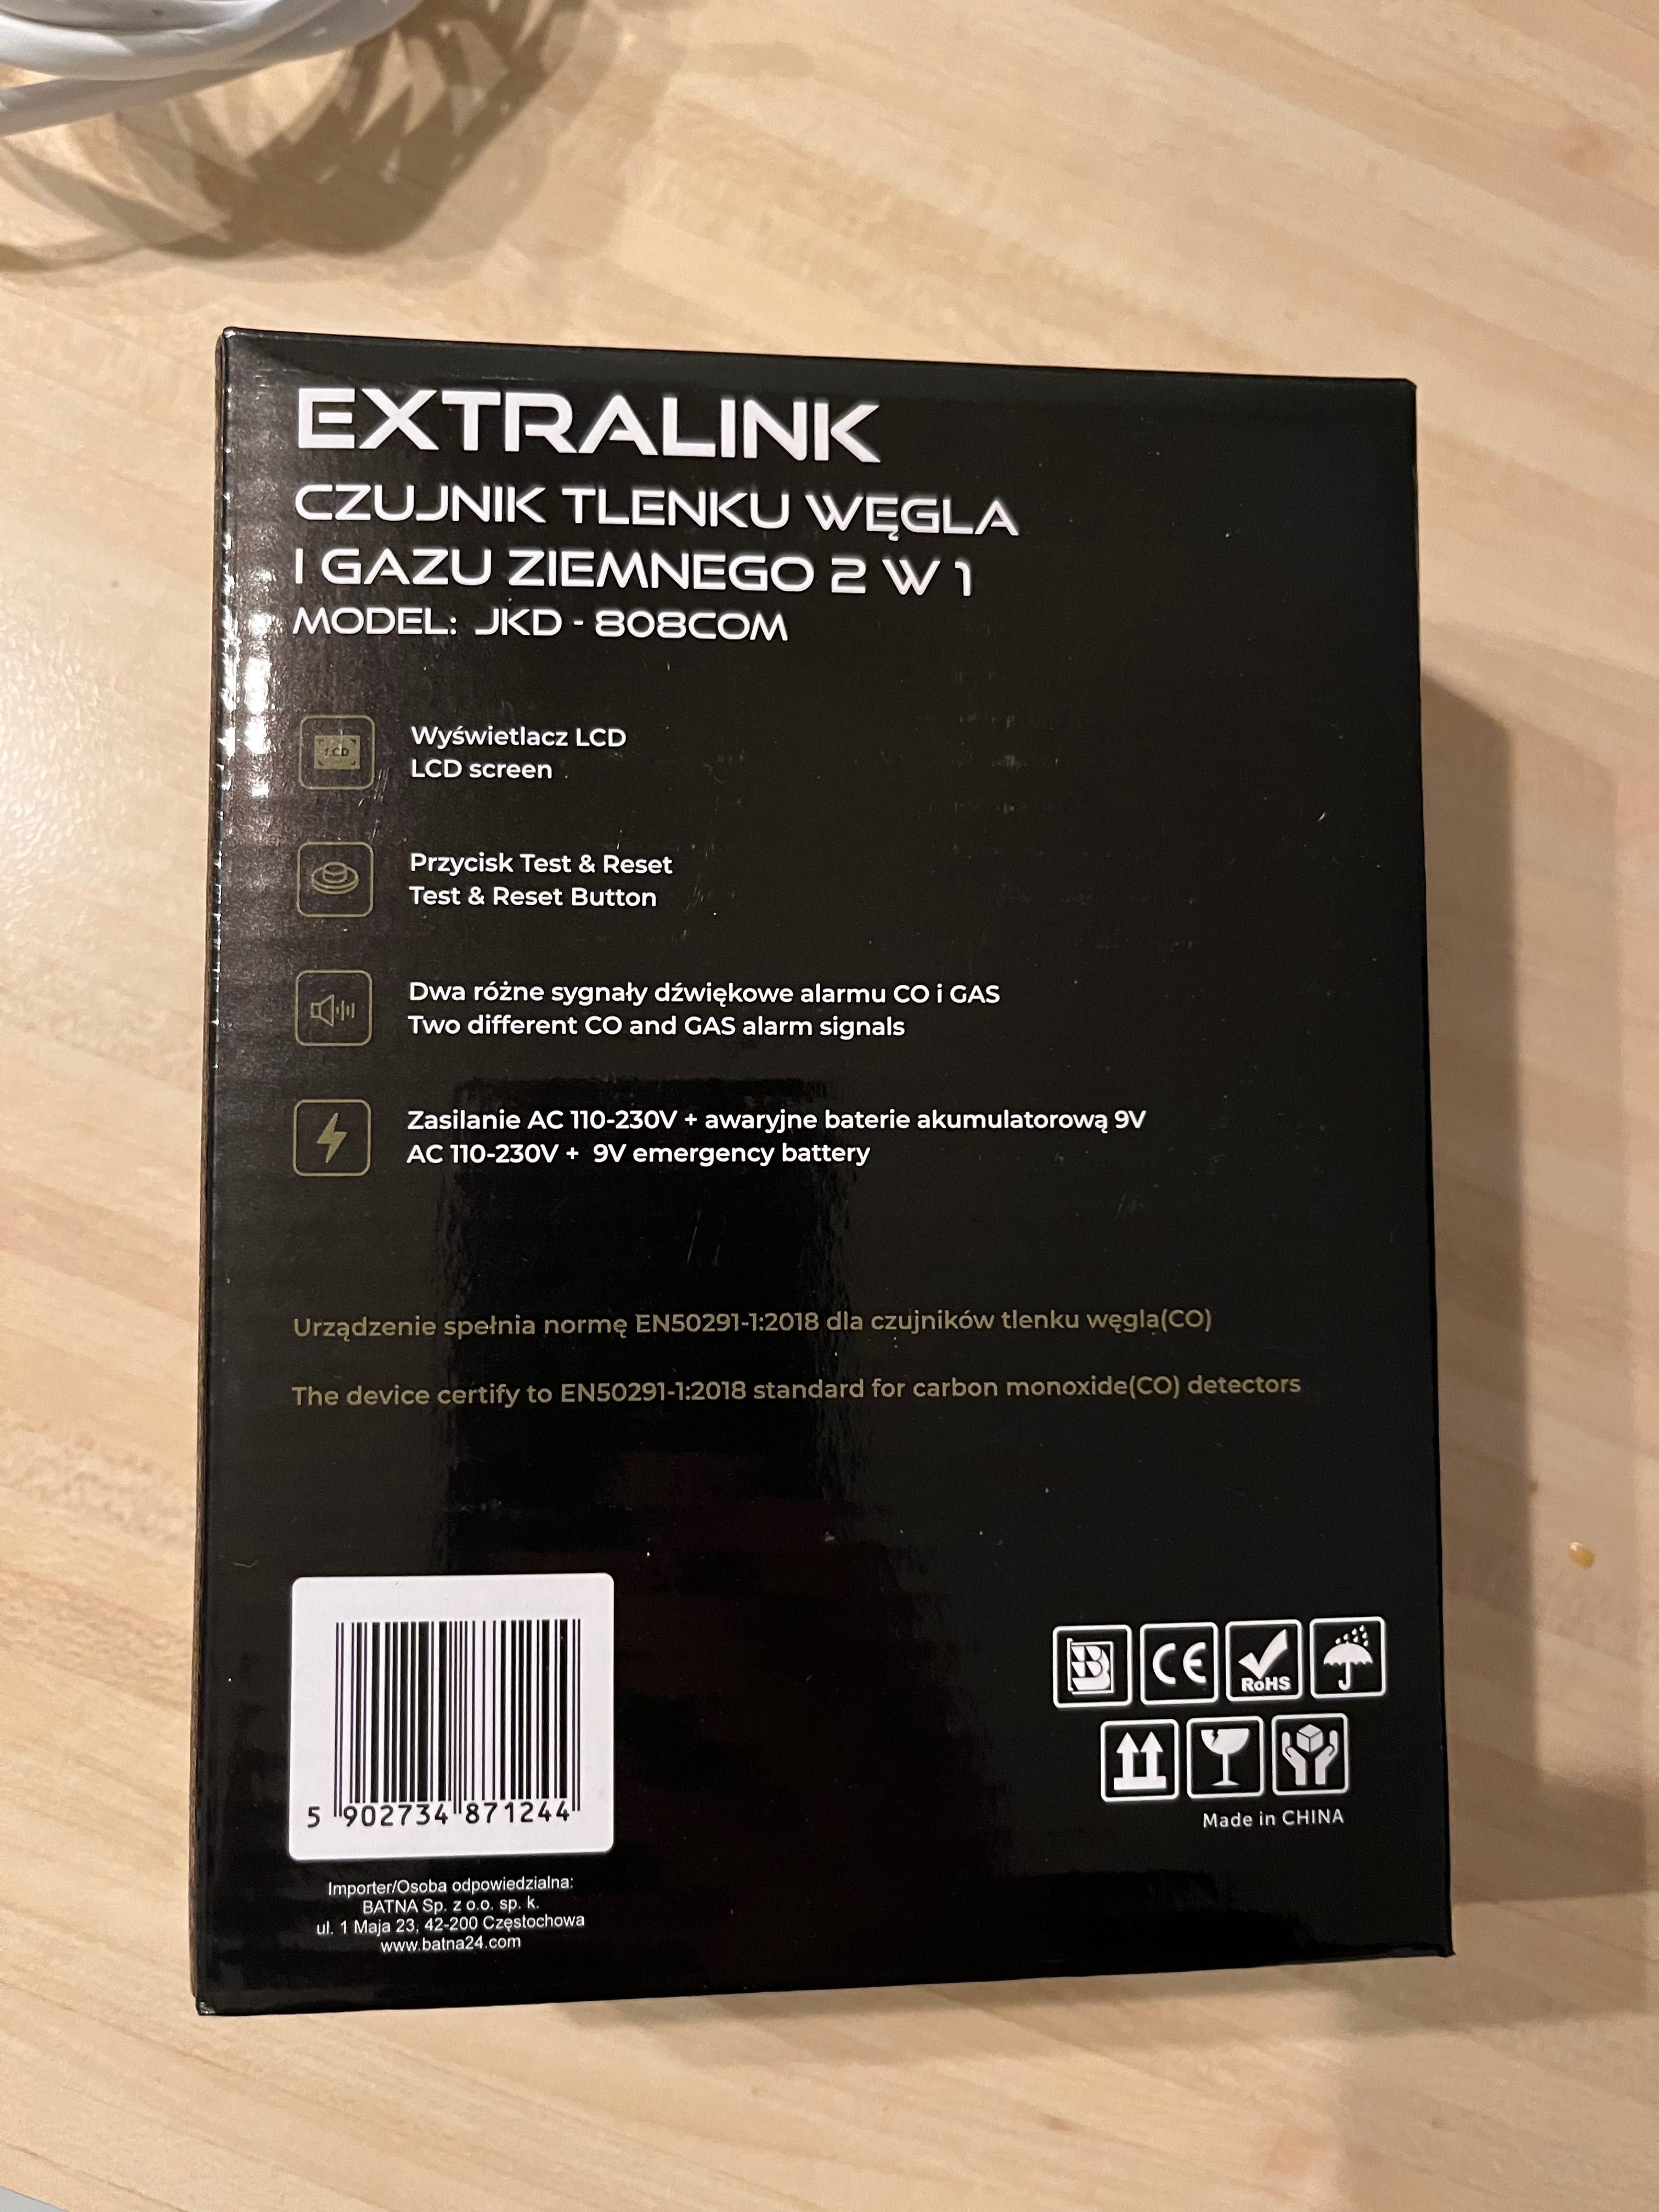 EXTRALINK
CZUJNIK TLENKU WĘGLA
I GAZU ZIEMNEGO 2 W 1
MODEL: JKD - 808COM
LCD
Wyświetlacz LCD
LCD screen
Przycisk Test & Reset
Test & Reset Button
Dwa różne sygnały dźwiękowe alarmu CO i GAS
Two different CO and GAS alarm signals
Zasilanie AC 110-230V + awaryjne baterie akumulatorową 9V
AC 110-230V + 9V emergency battery
Urządzenie spełnia normę EN50291-1:2018 dla czujników tlenku węgla(CO)
The device certify to EN50291-1:2018 standard for carbon monoxide(CO) detectors
5 902734 871244
Importer/Osoba odpowiedzialna:
BATNA Sp. z o.o. sp. k.
ul. 1 Maja 23, 42-200 Częstochowa
www.batna24.com
B CE RoHS
Made in CHINA